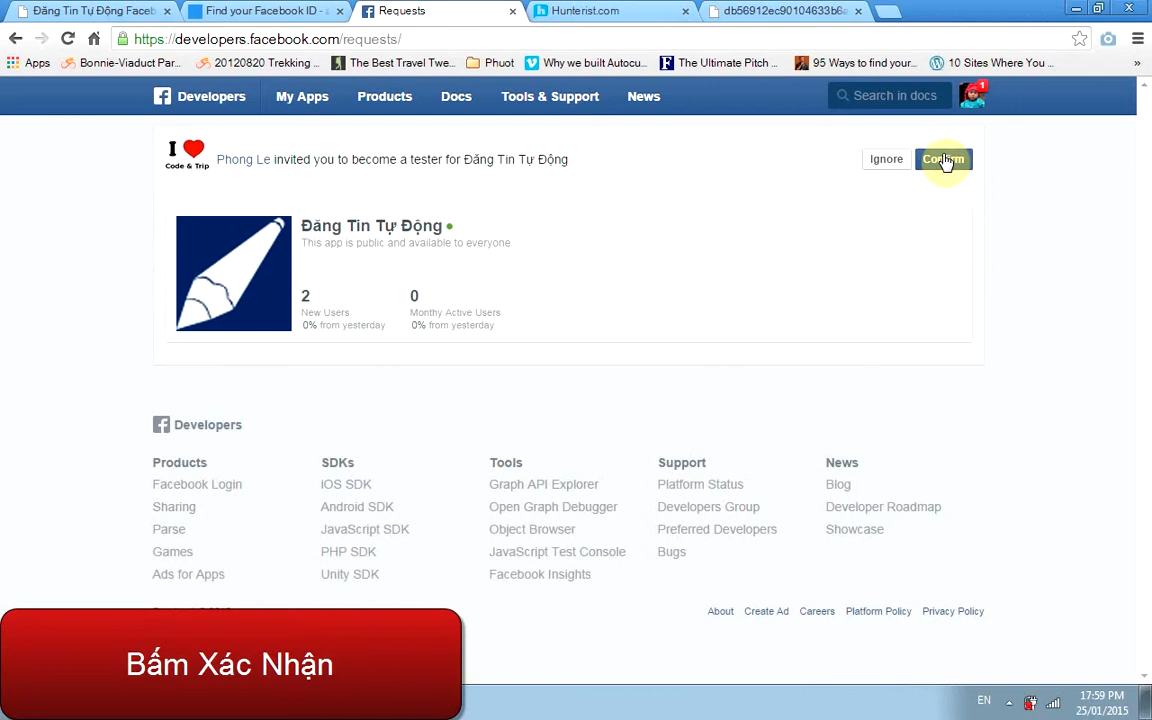 Đăng Tin Tự Động Faceb
Find your Facebook ID -
Requests
Hunterist.com
db56912ec90104633b6
https://developers.facebook.com/requests/
Apps
Bonnie-Viaduct Par...
20120820 Trekking ...
The Best Travel Twe...
Phuot
Why we built Autocu...
The Ultimate Pitch ...
95 Ways to find your...
10 Sites Where You ...
»
Developers
My Apps
Products
Docs
Tools & Support
News
Search in docs
1
I
Code & Trip
Phong Le invited you to become a tester for Đăng Tin Tự Động
Ignore
Confirm
Đăng Tin Tự Động
This app is public and available to everyone
2
0
New Users
Monthy Active Users
0% from yesterday
0% from yesterday
Developers
Products
SDKs
Tools
Support
News
Facebook Login
iOS SDK
Graph API Explorer
Platform Status
Blog
Sharing
Android SDK
Open Graph Debugger
Developers Group
Developer Roadmap
Parse
JavaScript SDK
Object Browser
Preferred Developers
Showcase
Games
PHP SDK
JavaScript Test Console
Bugs
Ads for Apps
Unity SDK
Facebook Insights
About
Create Ad
Careers
Platform Policy
Privacy Policy
Bấm Xác Nhận
EN
17:59 PM
25/01/2015